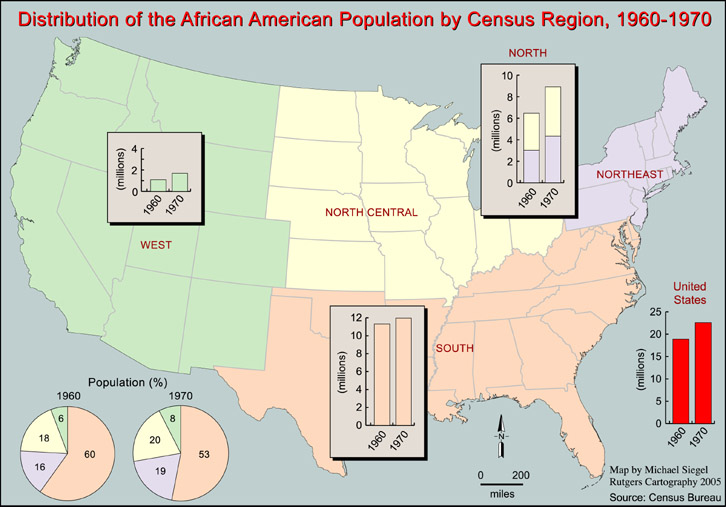 Distribution of the African American Population by Census Region, 1960-1970
NORTH
10
8
6
4
2
0
(millions)
1960
1970
4
2
0
(millions)
1960
1970
NORTHEAST
NORTH CENTRAL
WEST
United
States
25
20
15
10
5
0
(millions)
1960
1970
12
10
8
6
4
2
0
(millions)
1960
1970
SOUTH
Population (%)
1960
6
18
16
60
1970
8
20
19
53
N
0 200
miles
Map by Michael Siegel
Rutgers Cartography 2005
Source: Census Bureau